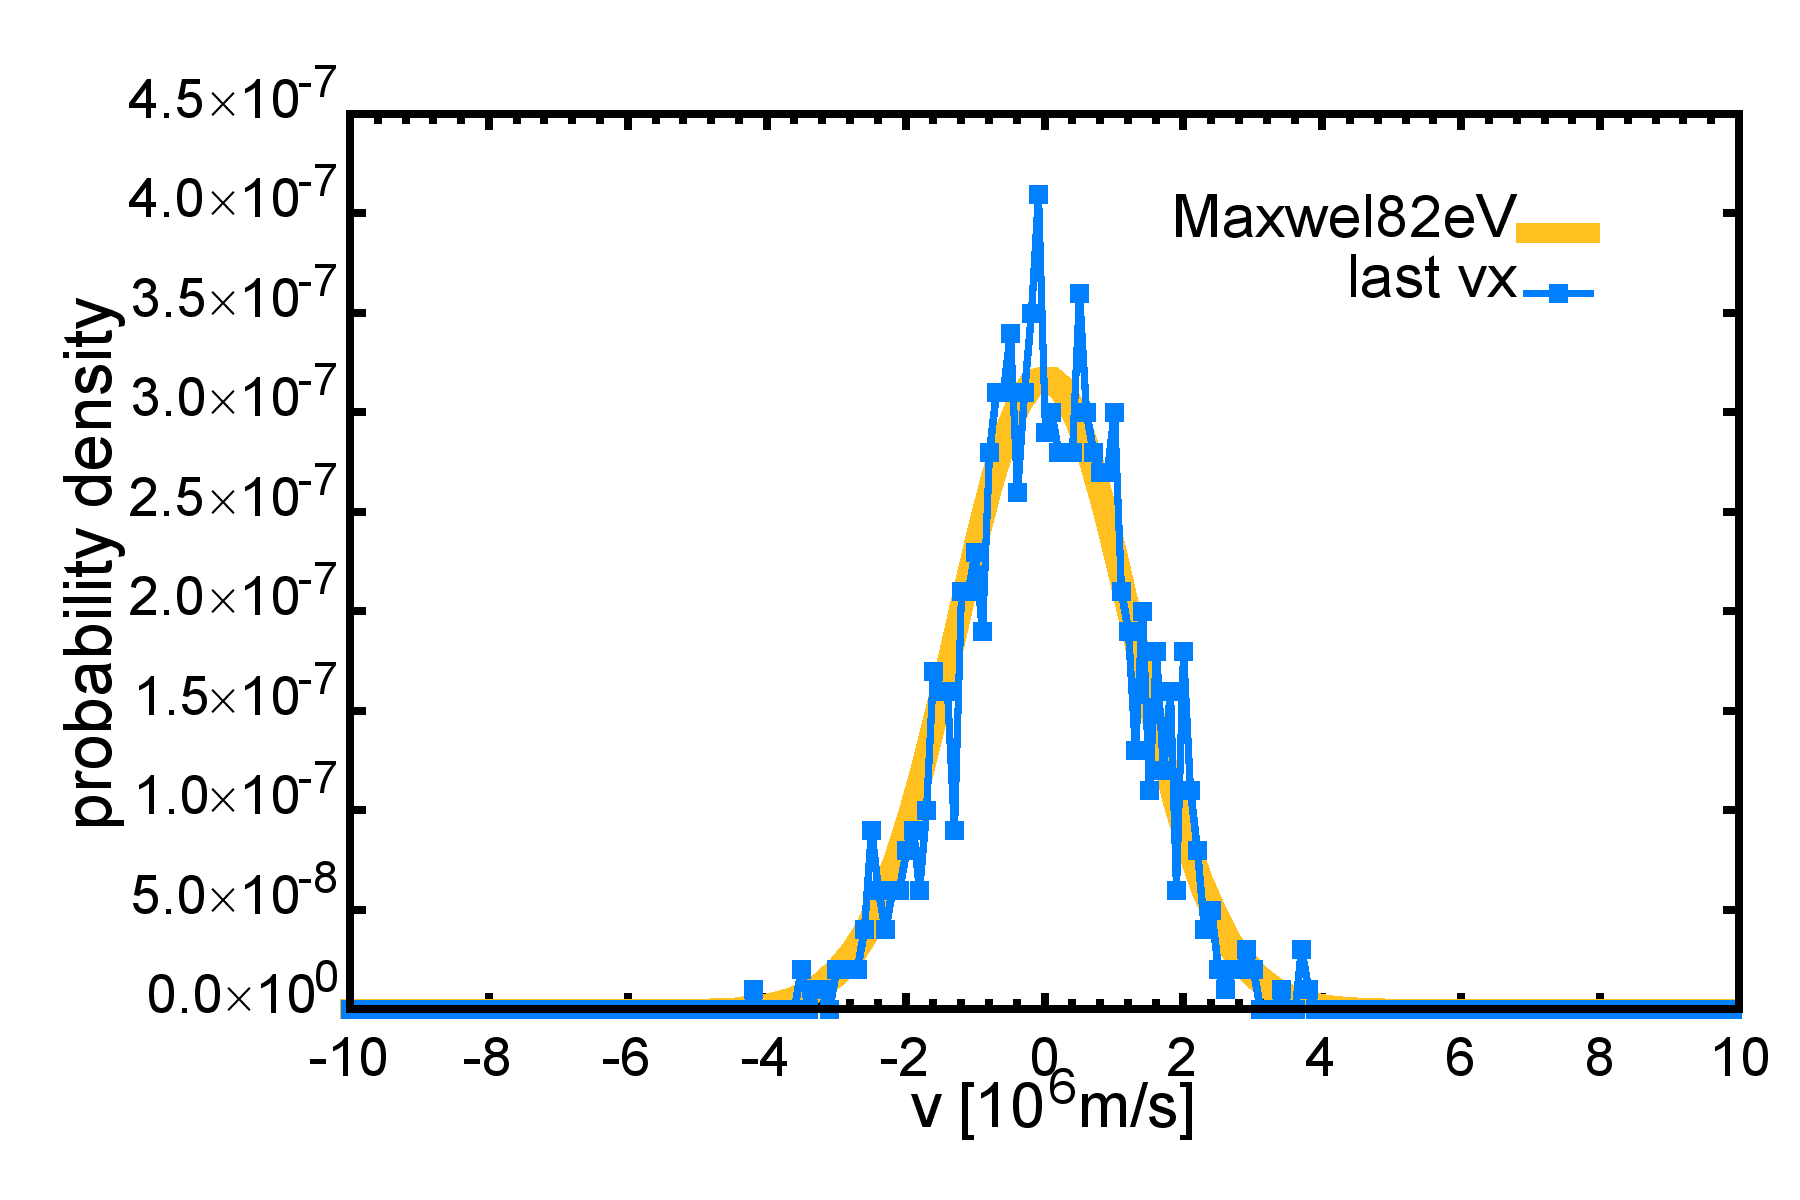 4.5×10⁻⁷
4.0×10⁻⁷
3.5×10⁻⁷
3.0×10⁻⁷
2.5×10⁻⁷
2.0×10⁻⁷
1.5×10⁻⁷
1.0×10⁻⁷
5.0×10⁻⁸
0.0×10⁰
probability density
Maxwel82eV
last vx
-10 -8 -6 -4 -2 0 2 4 6 8 10
v [10⁶m/s]